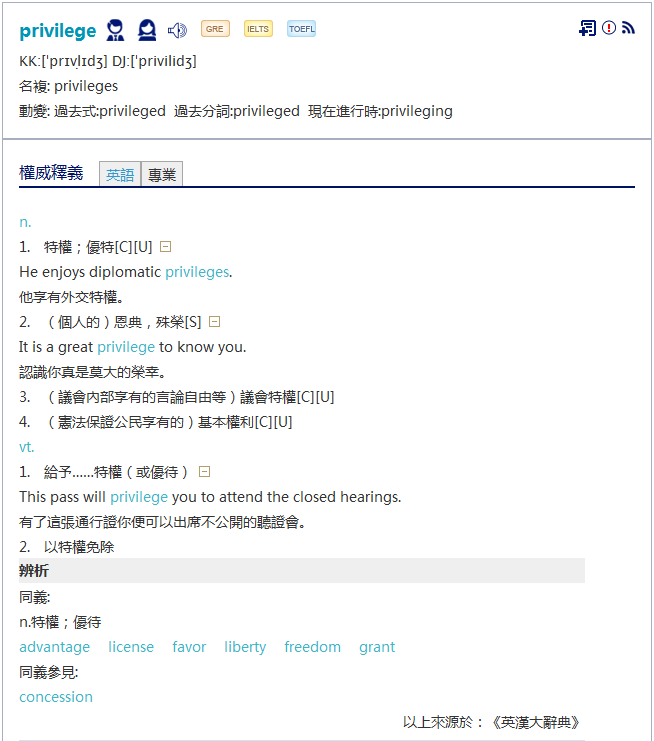 privilege GRE IELTS TOEFL
KK:[ˈprɪvḷɪdʒ] DJ:[ˈprivilidʒ]
名複: privileges
動變: 過去式:privileged 過去分詞:privileged 現在進行時:privileging
權威釋義 英語 專業
n.
1. 特權；優特[C][U]
He enjoys diplomatic privileges.
他享有外交特權。
2. （個人的）恩典，殊榮[S]
It is a great privilege to know you.
認識你真是莫大的榮幸。
3. （議會內部享有的言論自由等）議會特權[C][U]
4. （憲法保證公民享有的）基本權利[C][U]
vt.
1. 給予......特權（或優待）
This pass will privilege you to attend the closed hearings.
有了這張通行證你便可以出席不公開的聽證會。
2. 以特權免除
辨析
同義:
n.特權；優待
advantage license favor liberty freedom grant
同義參見:
concession
以上來源於：《英漢大辭典》